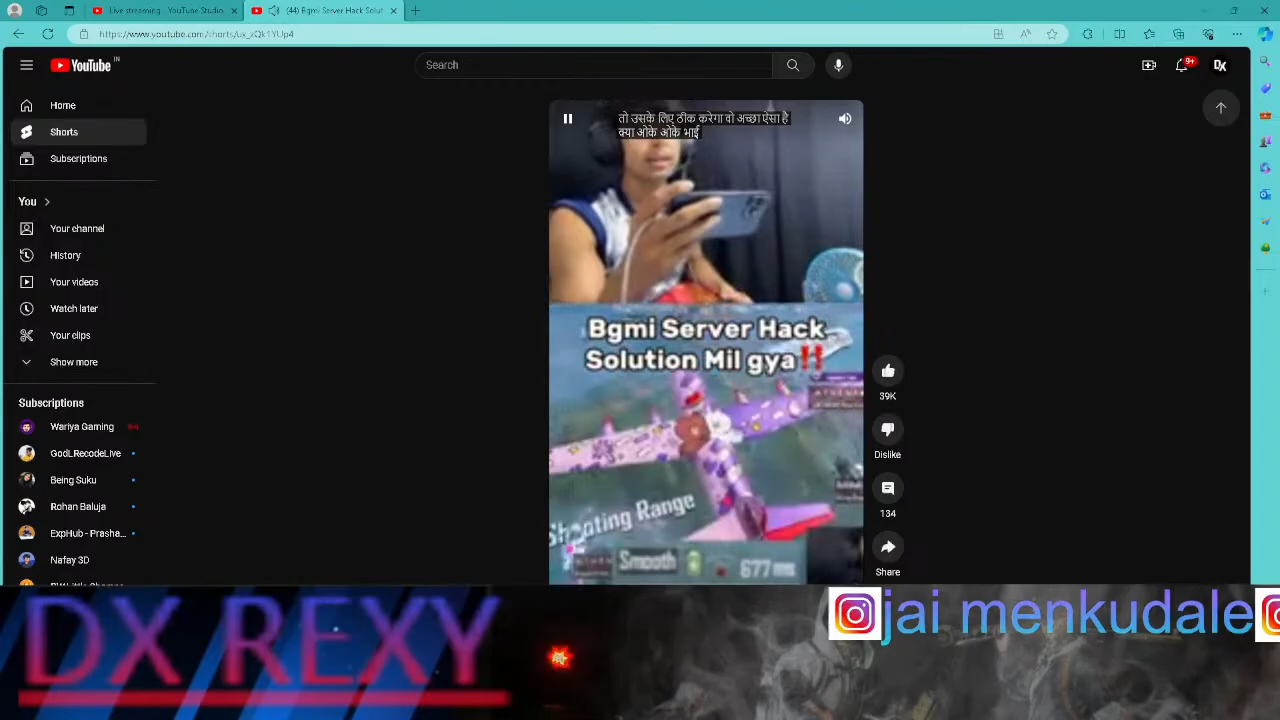 Live streaming - YouTube Studio
(44) Bgmi Server Hack Solut
https://www.youtube.com/shorts/ux_xQk1YUp4
YouTube IN
Search
9+
DX
Home
Shorts
Subscriptions
You
Your channel
History
Your videos
Watch later
Your clips
Show more
Subscriptions
Wariya Gaming
GodLRecodeLive
Being Suku
Rohan Baluja
ExpHub - Prasha...
Nafay 3D
तो उसके लिए ठीक करेगा वो अच्छा ऐसा है
क्या ओके ओके भाई
Bgmi Server Hack
Solution Mil gya‼
Shooting Range
Smooth
677 ms
39K
Dislike
134
Share
DX REXY
jai menkudale